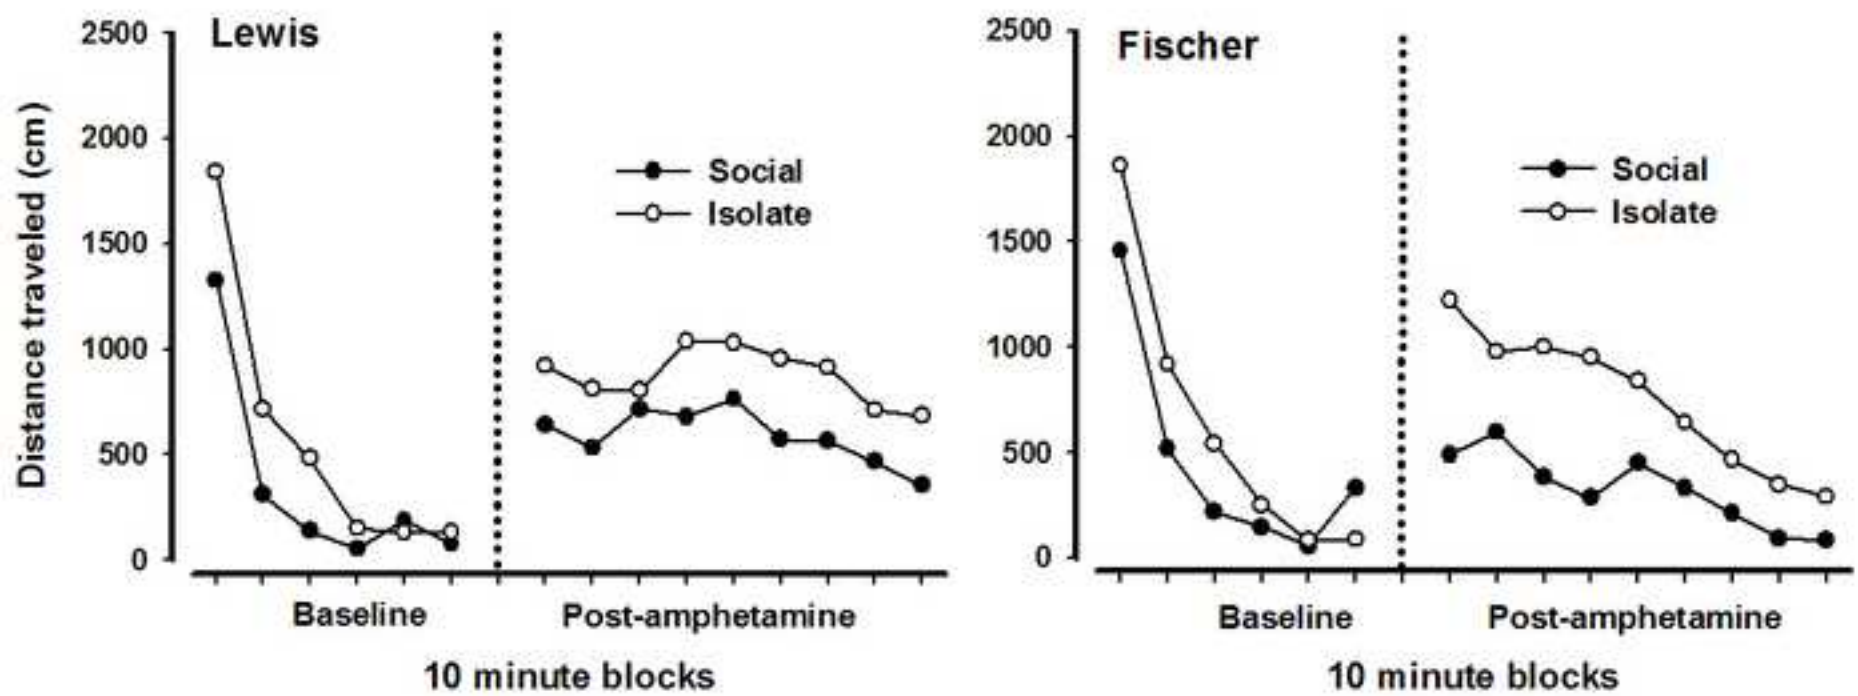 Lewis
Distance traveled (cm)
2500
2000
1500
1000
500
0
Social
Isolate
Baseline
Post-amphetamine
10 minute blocks
Fischer
2500
2000
1500
1000
500
0
Social
Isolate
Baseline
Post-amphetamine
10 minute blocks